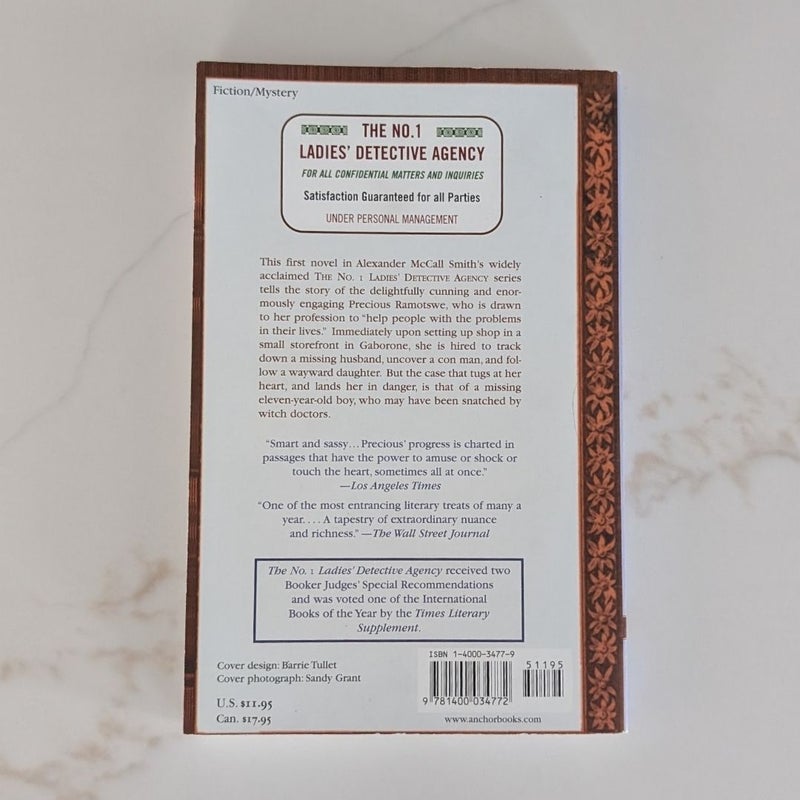 Fiction/Mystery
THE NO.1
LADIES' DETECTIVE AGENCY
FOR ALL CONFIDENTIAL MATTERS AND INQUIRIES
Satisfaction Guaranteed for all Parties
UNDER PERSONAL MANAGEMENT
This first novel in Alexander McCall Smith's widely
acclaimed THE NO. 1 LADIES' DETECTIVE AGENCY series
tells the story of the delightfully cunning and enor-
mously engaging Precious Ramotswe, who is drawn
to her profession to "help people with the problems
in their lives." Immediately upon setting up shop in a
small storefront in Gaborone, she is hired to track
down a missing husband, uncover a con man, and fol-
low a wayward daughter. But the case that tugs at her
heart, and lands her in danger, is that of a missing
eleven-year-old boy, who may have been snatched by
witch doctors.
"Smart and sassy... Precious' progress is charted in
passages that have the power to amuse or shock or
touch the heart, sometimes all at once."
—Los Angeles Times
"One of the most entrancing literary treats of many a
year. . . . A tapestry of extraordinary nuance
and richness." —The Wall Street Journal
The No. 1 Ladies' Detective Agency received two
Booker Judges' Special Recommendations
and was voted one of the International
Books of the Year by the Times Literary
Supplement.
Cover design: Barrie Tullet
Cover photograph: Sandy Grant
U.S. $11.95
Can. $17.95
ISBN 1-4000-3477-9
51195
9 781400 034772
www.anchorbooks.com